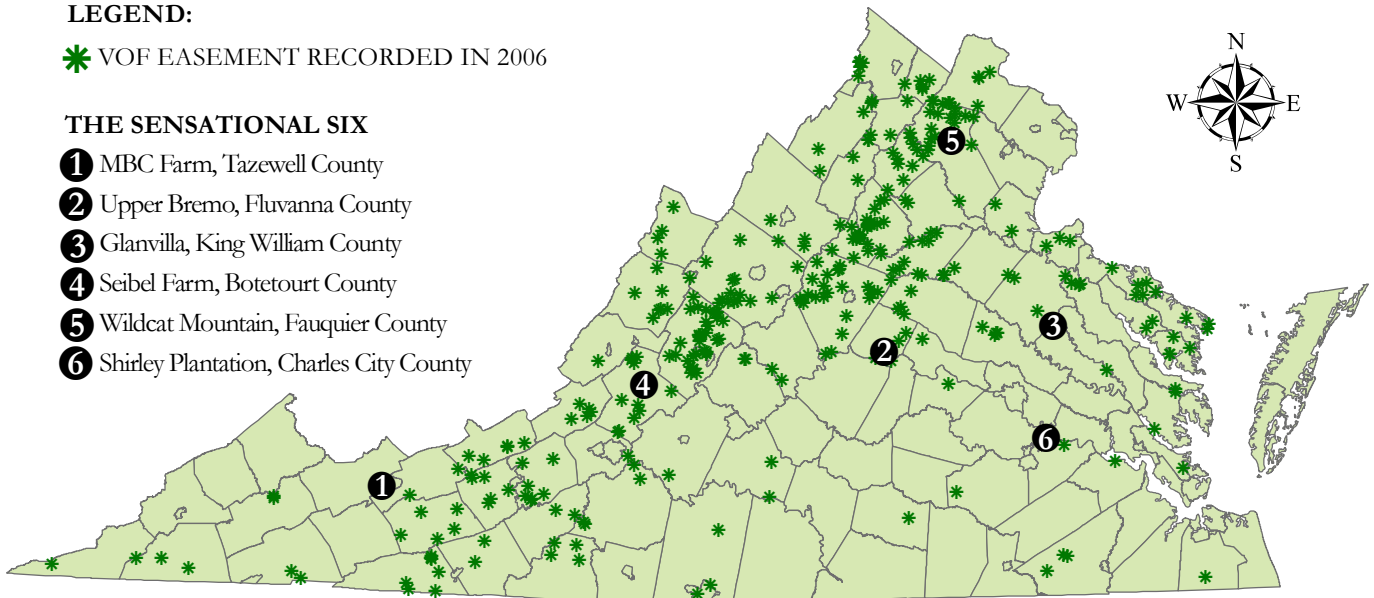 LEGEND:
VOF EASEMENT RECORDED IN 2006
THE SENSATIONAL SIX
1 MBC Farm, Tazewell County
2 Upper Bremo, Fluvanna County
3 Glanvilla, King William County
4 Seibel Farm, Botetourt County
5 Wildcat Mountain, Fauquier County
6 Shirley Plantation, Charles City County
N
W E
S
5
3
2
4
6
1